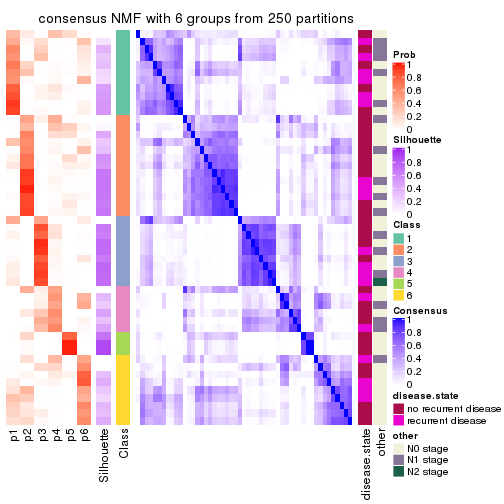 consensus NMF with 6 groups from 250 partitions
p1
p2
p3
p4
p5
p6
Silhouette
Class
disease.state
other
Prob
1
0.8
0.6
0.4
0.2
0
Silhouette
1
0.8
0.6
0.4
0.2
0
Class
1
2
3
4
5
6
Consensus
1
0.8
0.6
0.4
0.2
0
disease.state
no recurrent disease
recurrent disease
other
N0 stage
N1 stage
N2 stage